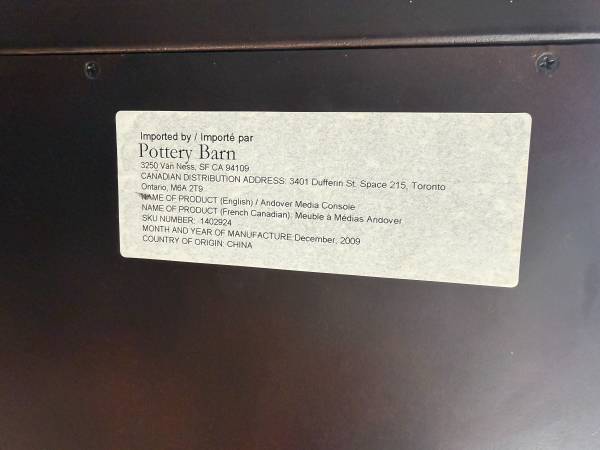 Imported by / Importé par
Pottery Barn
3250 Van Ness, SF CA 94109
CANADIAN DISTRIBUTION ADDRESS: 3401 Dufferin St. Space 215, Toronto
Ontario, M6A 2T9
NAME OF PRODUCT (English) / Andover Media Console
NAME OF PRODUCT (French Canadian): Meuble à Médias Andover
SKU NUMBER: 1402924
MONTH AND YEAR OF MANUFACTURE: December, 2009
COUNTRY OF ORIGIN: CHINA